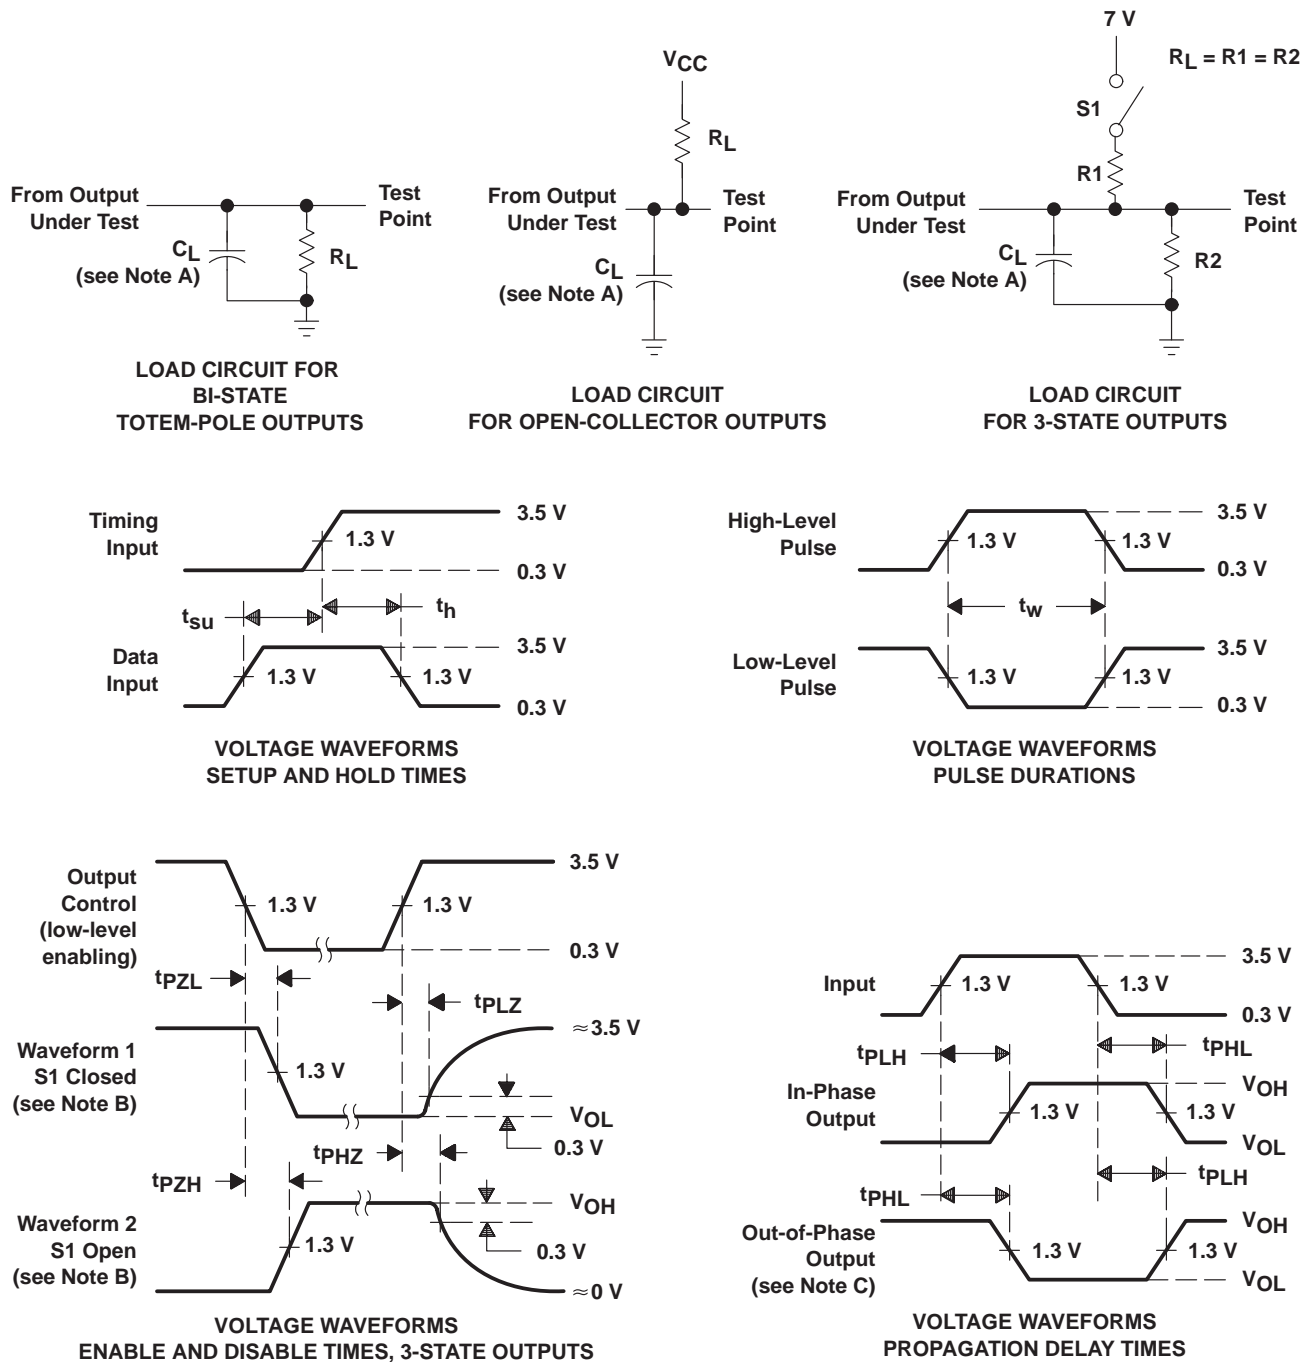 From Output
Under Test
Test
Point
CL
(see Note A)
RL
LOAD CIRCUIT FOR
BI-STATE
TOTEM-POLE OUTPUTS
VCC
RL
From Output
Under Test
Test
Point
CL
(see Note A)
LOAD CIRCUIT
FOR OPEN-COLLECTOR OUTPUTS
7 V
RL = R1 = R2
S1
R1
From Output
Under Test
Test
Point
CL
(see Note A)
R2
LOAD CIRCUIT
FOR 3-STATE OUTPUTS
Timing
Input
1.3 V
3.5 V
0.3 V
tsu
th
Data
Input
1.3 V
1.3 V
3.5 V
0.3 V
VOLTAGE WAVEFORMS
SETUP AND HOLD TIMES
High-Level
Pulse
1.3 V
1.3 V
3.5 V
0.3 V
tw
Low-Level
Pulse
1.3 V
1.3 V
3.5 V
0.3 V
VOLTAGE WAVEFORMS
PULSE DURATIONS
Output
Control
(low-level
enabling)
1.3 V
1.3 V
3.5 V
0.3 V
tPZL
tPLZ
Waveform 1
S1 Closed
(see Note B)
1.3 V
≈3.5 V
VOL
0.3 V
tPHZ
tPZH
Waveform 2
S1 Open
(see Note B)
1.3 V
VOH
0.3 V
≈0 V
VOLTAGE WAVEFORMS
ENABLE AND DISABLE TIMES, 3-STATE OUTPUTS
Input
1.3 V
1.3 V
3.5 V
0.3 V
tPLH
tPHL
In-Phase
Output
1.3 V
1.3 V
VOH
VOL
tPHL
tPLH
Out-of-Phase
Output
(see Note C)
1.3 V
1.3 V
VOH
VOL
VOLTAGE WAVEFORMS
PROPAGATION DELAY TIMES